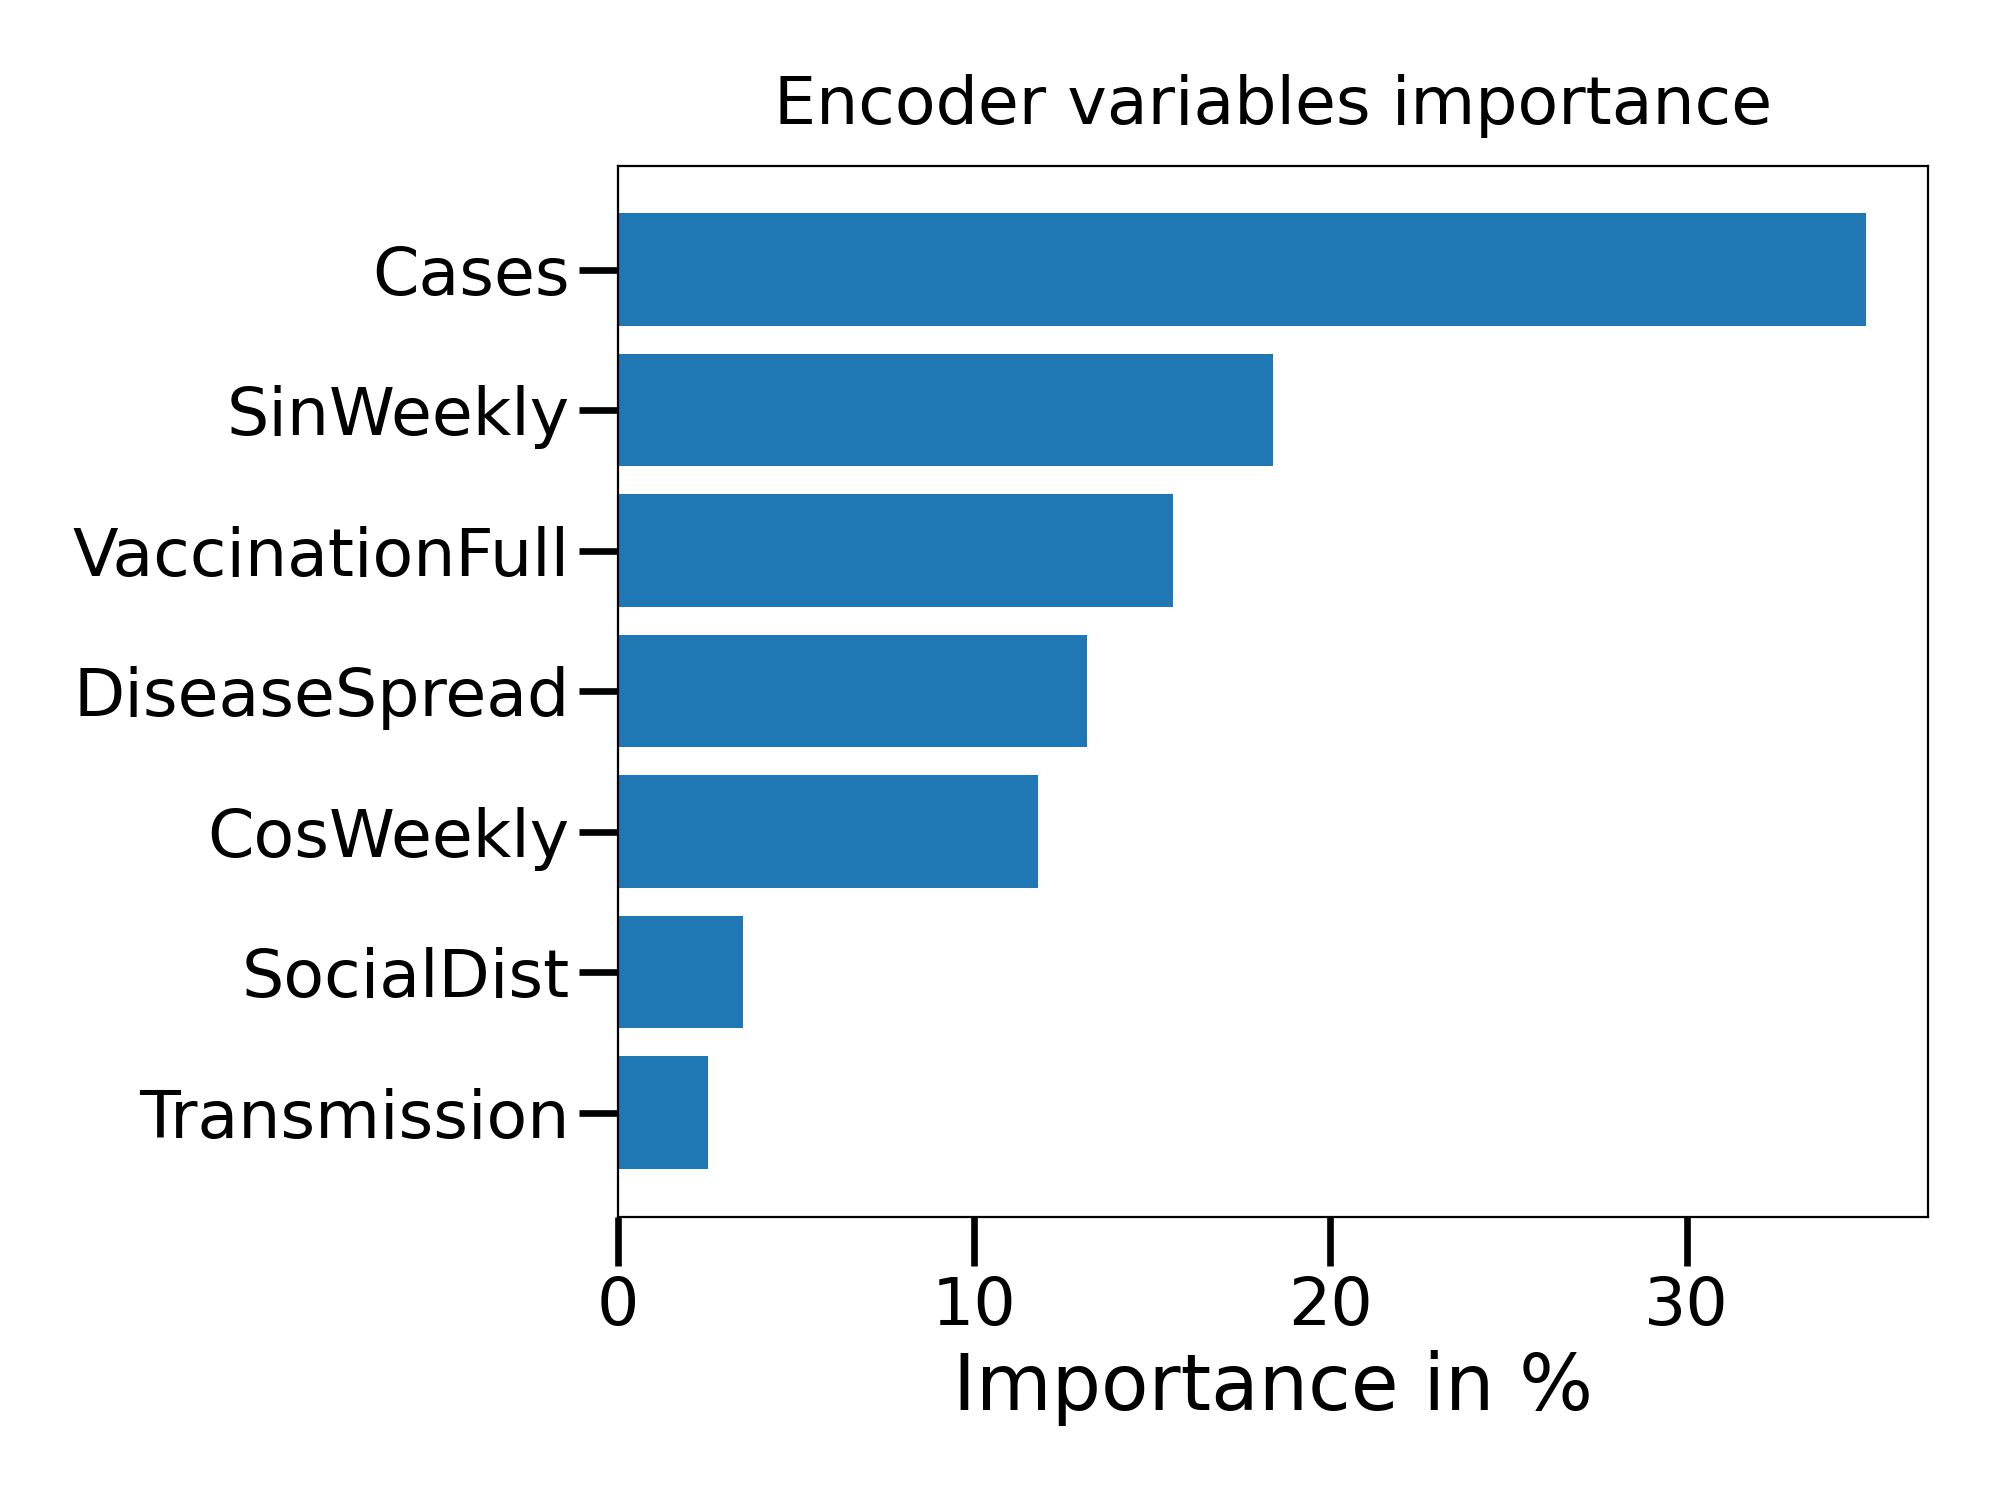 Encoder variables importance
Cases
SinWeekly
VaccinationFull
DiseaseSpread
CosWeekly
SocialDist
Transmission
0 10 20 30
Importance in %